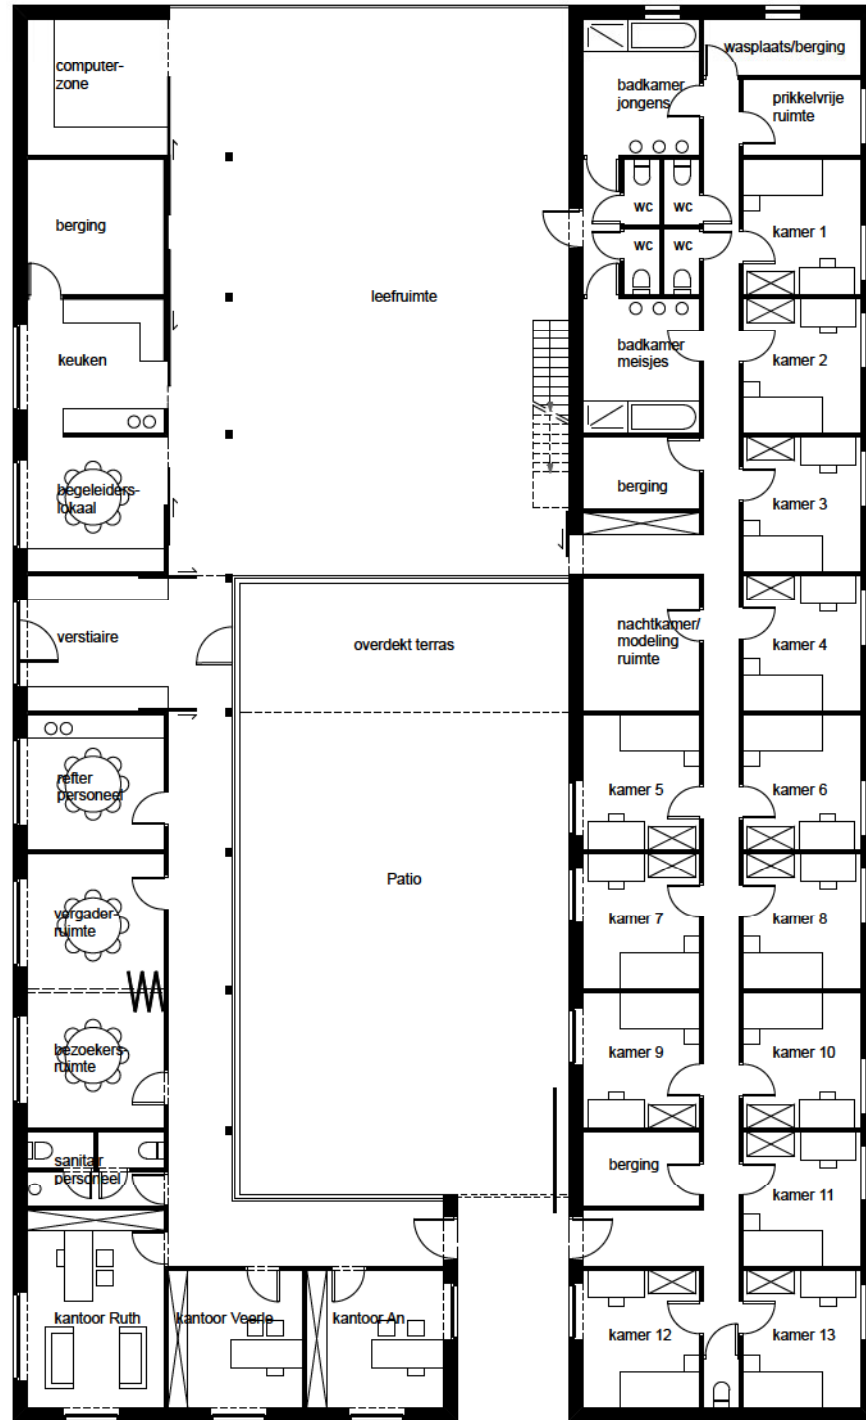 computer-
zone
badkamer
jongens
wasplaats/berging
prikkelvrije
ruimte
berging
wc
wc
kamer 1
wc
wc
leefruimte
keuken
badkamer
meisjes
kamer 2
begeleiders-
lokaal
berging
kamer 3
verstiaire
overdekt terras
nachtkamer/
modeling
ruimte
kamer 4
refter
personeel
kamer 5
kamer 6
vergader-
ruimte
Patio
kamer 7
kamer 8
bezoekers-
ruimte
kamer 9
kamer 10
sanitair
personeel
berging
kamer 11
kantoor Ruth
kantoor Veerle
kantoor An
kamer 12
kamer 13